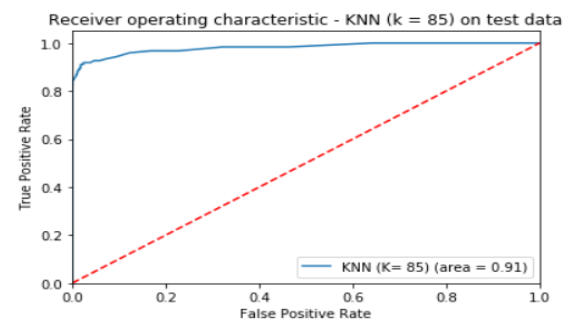 Receiver operating characteristic - KNN (k = 85) on test data
1.0
0.8
0.6
0.4
0.2
0.0
True Positive Rate
KNN (K= 85) (area = 0.91)
0.0 0.2 0.4 0.6 0.8 1.0
False Positive Rate